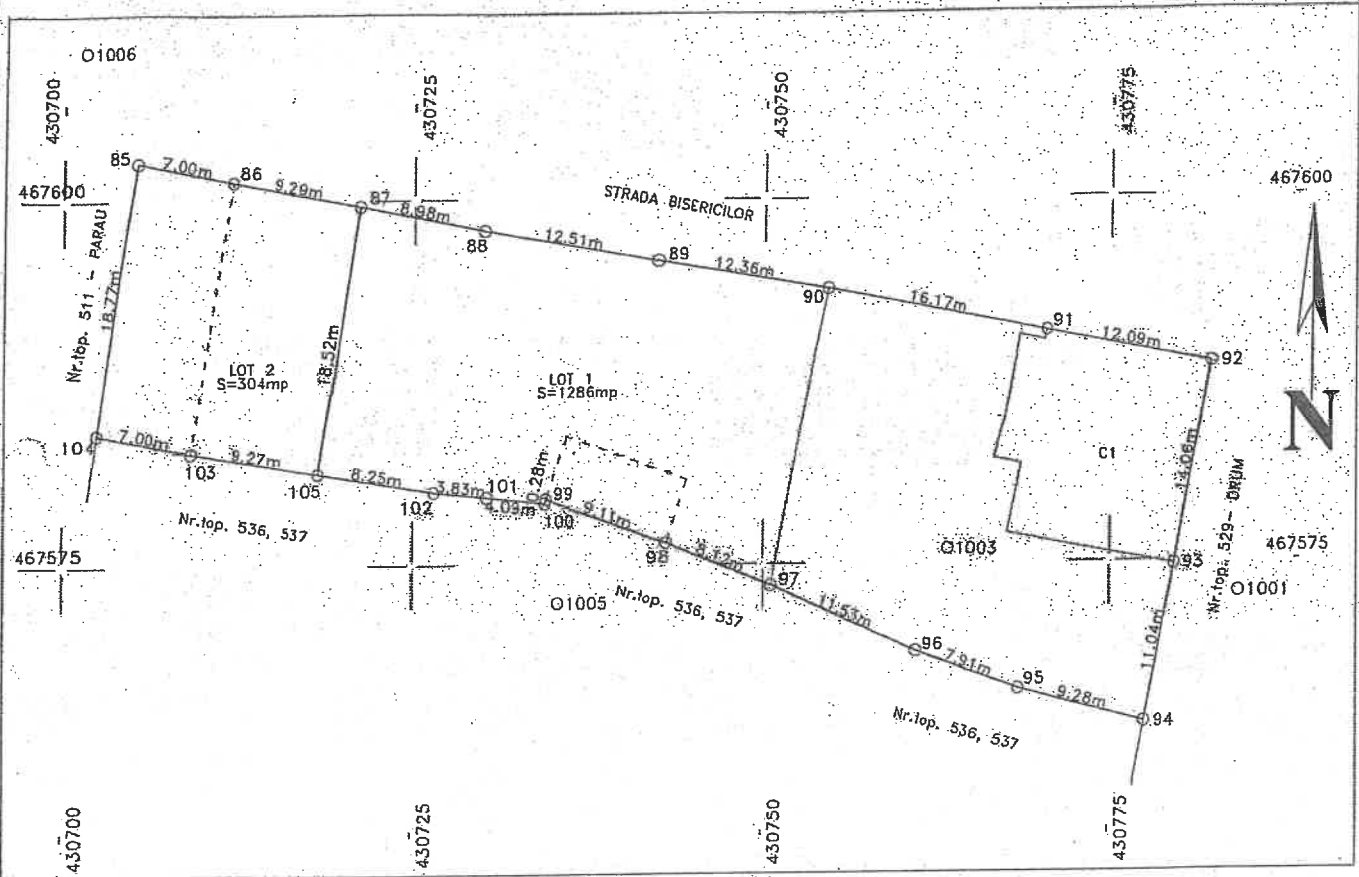 O1006
430700
430725
430750
430775
85
7.00m
86
9.29m
87
8.98m
88
12.51m
STRADA BISERICILOR
89
12.36m
90
16.17m
91
12.09m
92
467600
467600
Nr.top. 511 - PARAU
18.77m
18.52m
LOT 2
S=304mp
LOT 1
S=1286mp
N
C1
Nr.top. 529 - DRUM
104
7.00m
103
9.27m
105
8.25m
102
3.83m
101
4.09m
0.28m
99
100
9.11m
98
8.12m
97
11.53m
96
7.91m
95
9.28m
94
11.04m
93
O1003
O1001
O1005
467575
467575
Nr.top. 536, 537
Nr.top. 536, 537
Nr.top. 536, 537
430700
430725
430750
430775